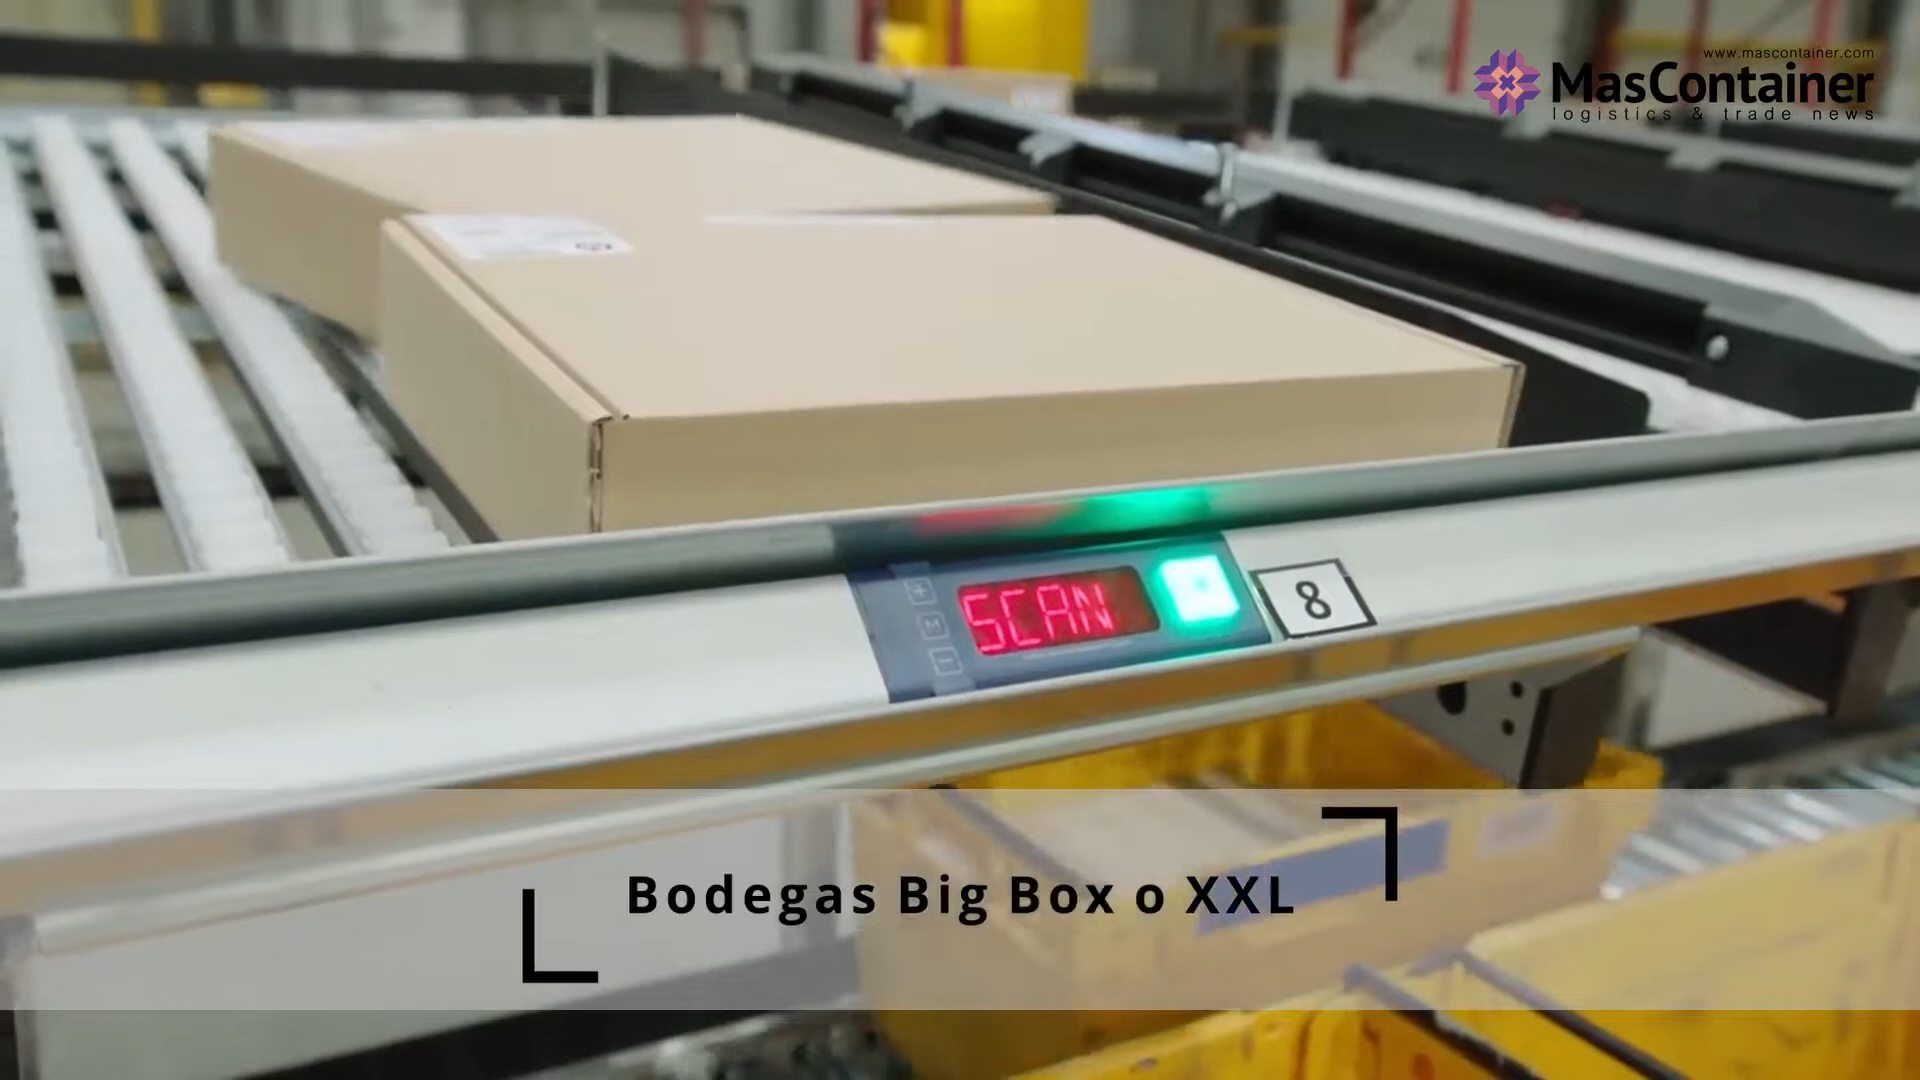 www.mascontainer.com
MasContainer
logistics & trade news
+
M
-
SCAN
8
Bodegas Big Box o XXL